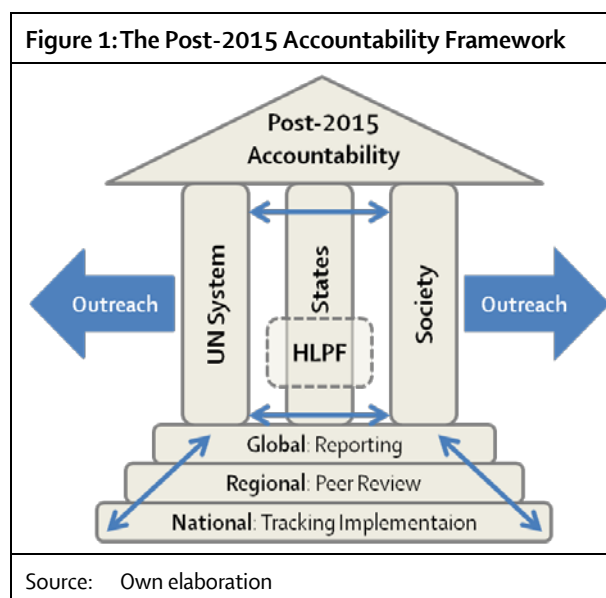 Figure 1: The Post-2015 Accountability Framework
Post-2015
Accountability
Outreach
UN System
States
Society
Outreach
HLPF
Global: Reporting
Regional: Peer Review
National: Tracking Implementaion
Source: Own elaboration